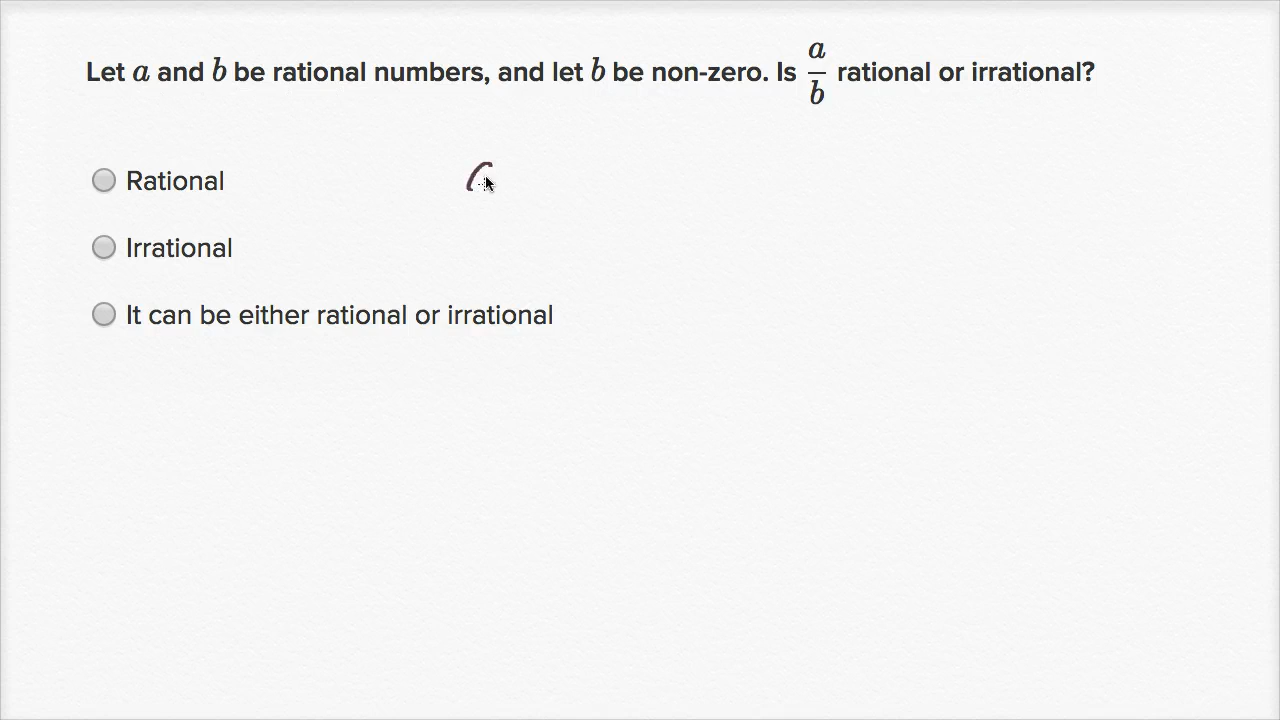 Let a and b be rational numbers, and let b be non-zero. Is a/b rational or irrational?
Rational
Irrational
It can be either rational or irrational